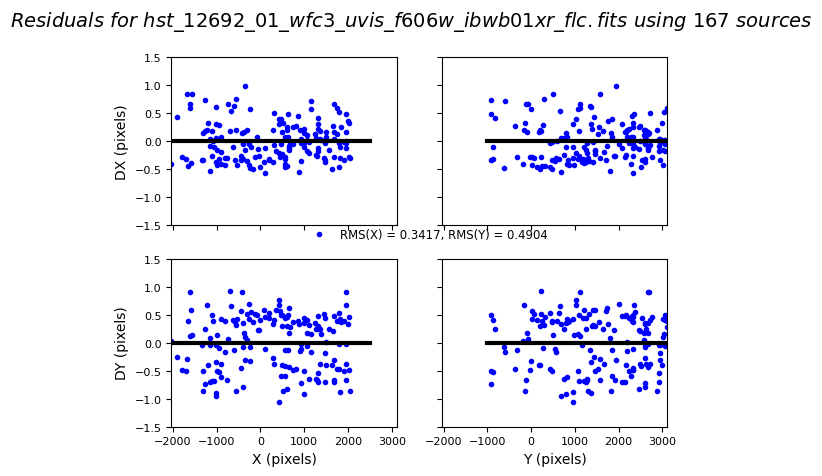 Residuals for hst_12692_01_wfc3_uvis_f606w_ibwb01xr_flc.fits using 167 sources
1.5
1.0
0.5
0.0
−0.5
−1.0
−1.5
DX (pixels)
RMS(X) = 0.3417, RMS(Y) = 0.4904
1.5
1.0
0.5
0.0
−0.5
−1.0
−1.5
DY (pixels)
−2000 −1000 0 1000 2000 3000
−2000 −1000 0 1000 2000 3000
X (pixels)
Y (pixels)